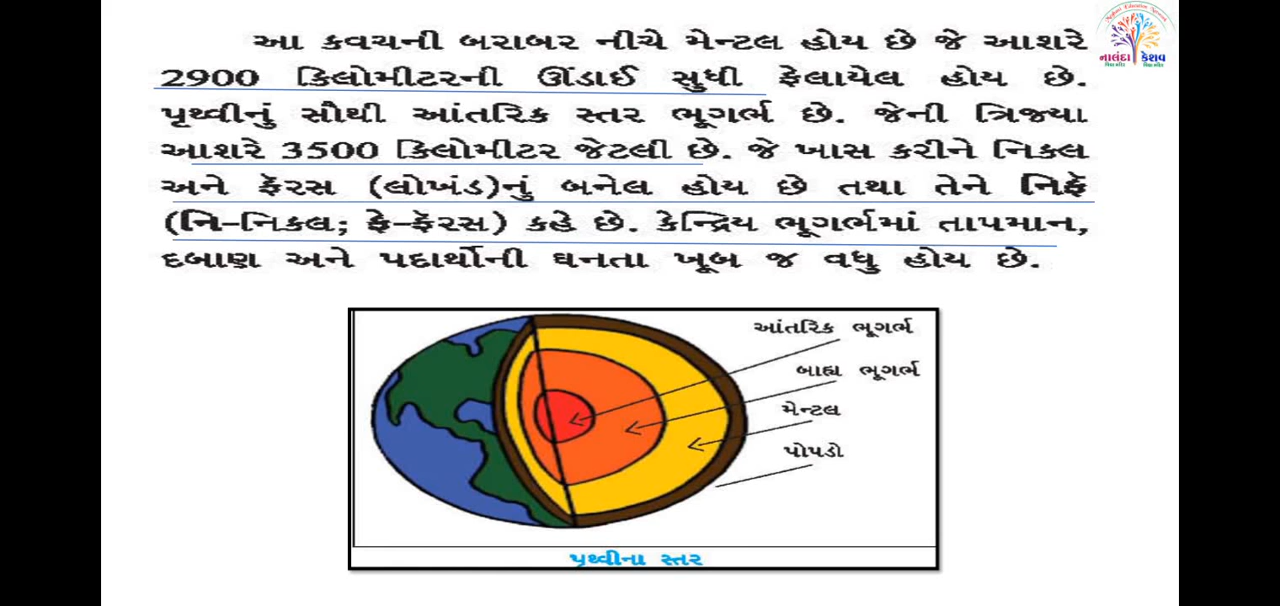 આ કવચની બરાબર નીચે મેન્ટલ હોય છે જે આશરે
2900 કિલોમીટરની ઊંડાઈ સુધી ફેલાયેલ હોય છે.
પૃથ્વીનું સૌથી આંતરિક સ્તર ભૂગર્ભ છે. જેની ત્રિજ્યા
આશરે 3500 કિલોમીટર જેટલી છે. જે ખાસ કરીને નિકલ
અને ફૅરસ (લોખંડ)નું બનેલ હોય છે તથા તેને નિફૅ
(નિ-નિકલ; ફૅ-ફૅરસ) કહે છે. કેન્દ્રિય ભૂગર્ભમાં તાપમાન,
દબાણ અને પદાર્થોની ઘનતા ખૂબ જ વધુ હોય છે.
નાલંદા કેશવ
આંતરિક ભૂગર્ભ
બાહ્ય ભૂગર્ભ
મેન્ટલ
પોપડો
પૃથ્વીના સ્તર